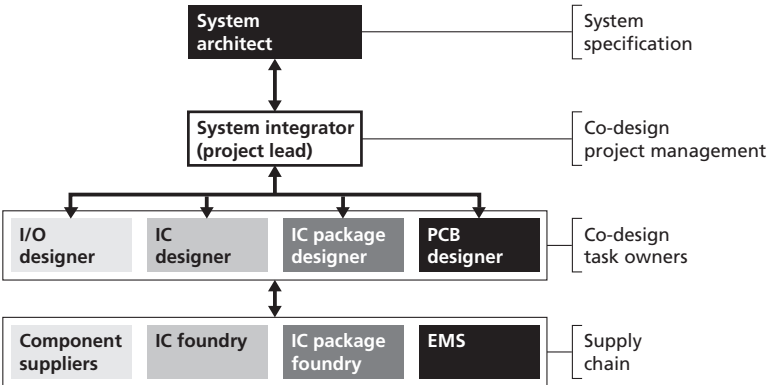 System
architect
System
specification
System integrator
(project lead)
Co-design
project management
I/O
designer
IC
designer
IC package
designer
PCB
designer
Co-design
task owners
Component
suppliers
IC foundry
IC package
foundry
EMS
Supply
chain